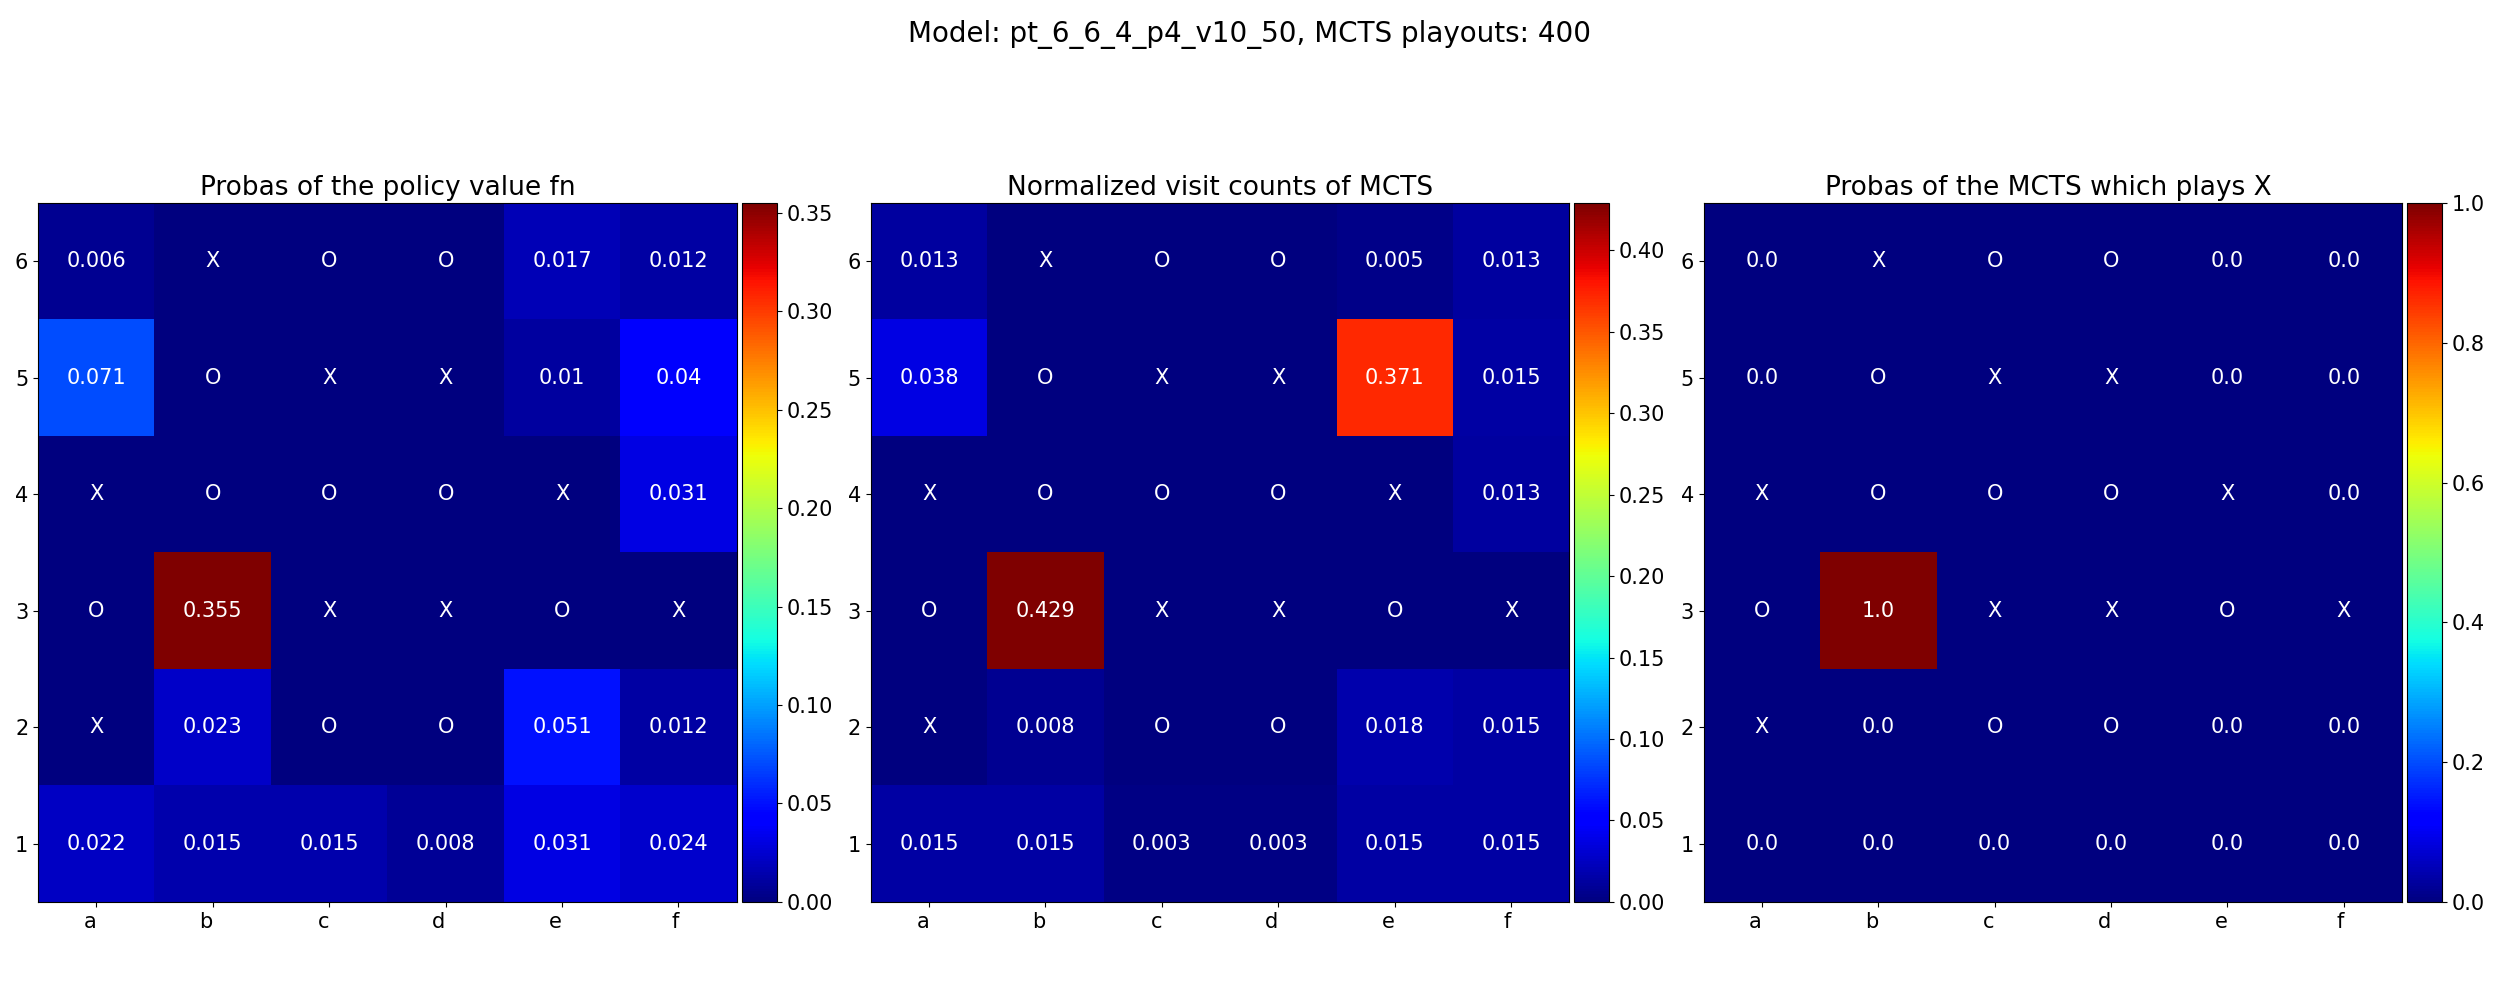 Model: pt_6_6_4_p4_v10_50, MCTS playouts: 400
Probas of the policy value fn
6 0.006 X O O 0.017 0.012
5 0.071 O X X 0.01 0.04
4 X O O O X 0.031
3 O 0.355 X X O X
2 X 0.023 O O 0.051 0.012
1 0.022 0.015 0.015 0.008 0.031 0.024
a b c d e f
0.35
0.30
0.25
0.20
0.15
0.10
0.05
0.00
Normalized visit counts of MCTS
6 0.013 X O O 0.005 0.013
5 0.038 O X X 0.371 0.015
4 X O O O X 0.013
3 O 0.429 X X O X
2 X 0.008 O O 0.018 0.015
1 0.015 0.015 0.003 0.003 0.015 0.015
a b c d e f
0.40
0.35
0.30
0.25
0.20
0.15
0.10
0.05
0.00
Probas of the MCTS which plays X
6 0.0 X O O 0.0 0.0
5 0.0 O X X 0.0 0.0
4 X O O O X 0.0
3 O 1.0 X X O X
2 X 0.0 O O 0.0 0.0
1 0.0 0.0 0.0 0.0 0.0 0.0
a b c d e f
1.0
0.8
0.6
0.4
0.2
0.0